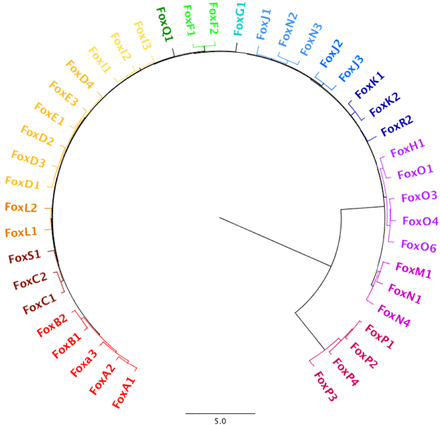 FoxQ1
FoxF1
FoxF2
FoxG1
FoxJ1
FoxN2
FoxN3
FoxJ2
FoxJ3
FoxK1
FoxK2
FoxR2
FoxH1
FoxO1
FoxO3
FoxO4
FoxO6
FoxM1
FoxN1
FoxN4
FoxP1
FoxP2
FoxP4
FoxP3
FoxA1
FoxA2
Foxa3
FoxB1
FoxB2
FoxC1
FoxC2
FoxS1
FoxL1
FoxL2
FoxD1
FoxD3
FoxD2
FoxE1
FoxE3
FoxD4
FoxI1
FoxI2
FoxI3
5.0